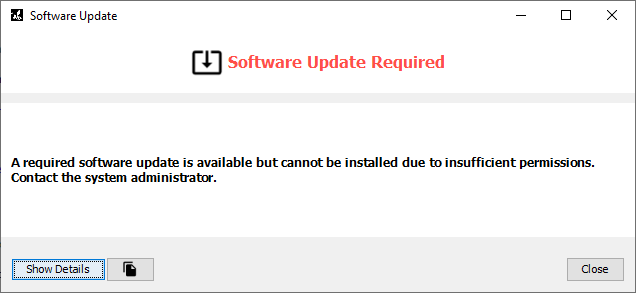 Software Update
Software Update Required
A required software update is available but cannot be installed due to insufficient permissions.
Contact the system administrator.
Show Details
Close